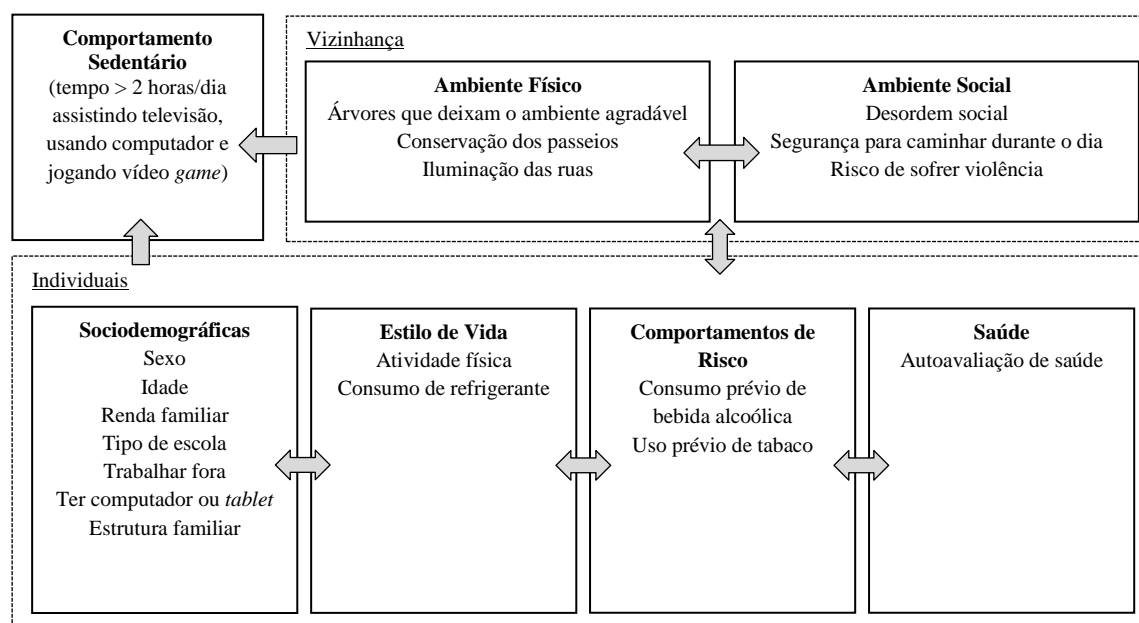 Comportamento
Sedentário
(tempo > 2 horas/dia
assistindo televisão,
usando computador e
jogando vídeo game)
Vizinhança
Ambiente Físico
Árvores que deixam o ambiente agradável
Conservação dos passeios
Iluminação das ruas
Ambiente Social
Desordem social
Segurança para caminhar durante o dia
Risco de sofrer violência
Individuais
Sociodemográficas
Sexo
Idade
Renda familiar
Tipo de escola
Trabalhar fora
Ter computador ou tablet
Estrutura familiar
Estilo de Vida
Atividade física
Consumo de refrigerante
Comportamentos de
Risco
Consumo prévio de
bebida alcoólica
Uso prévio de tabaco
Saúde
Autoavaliação de saúde